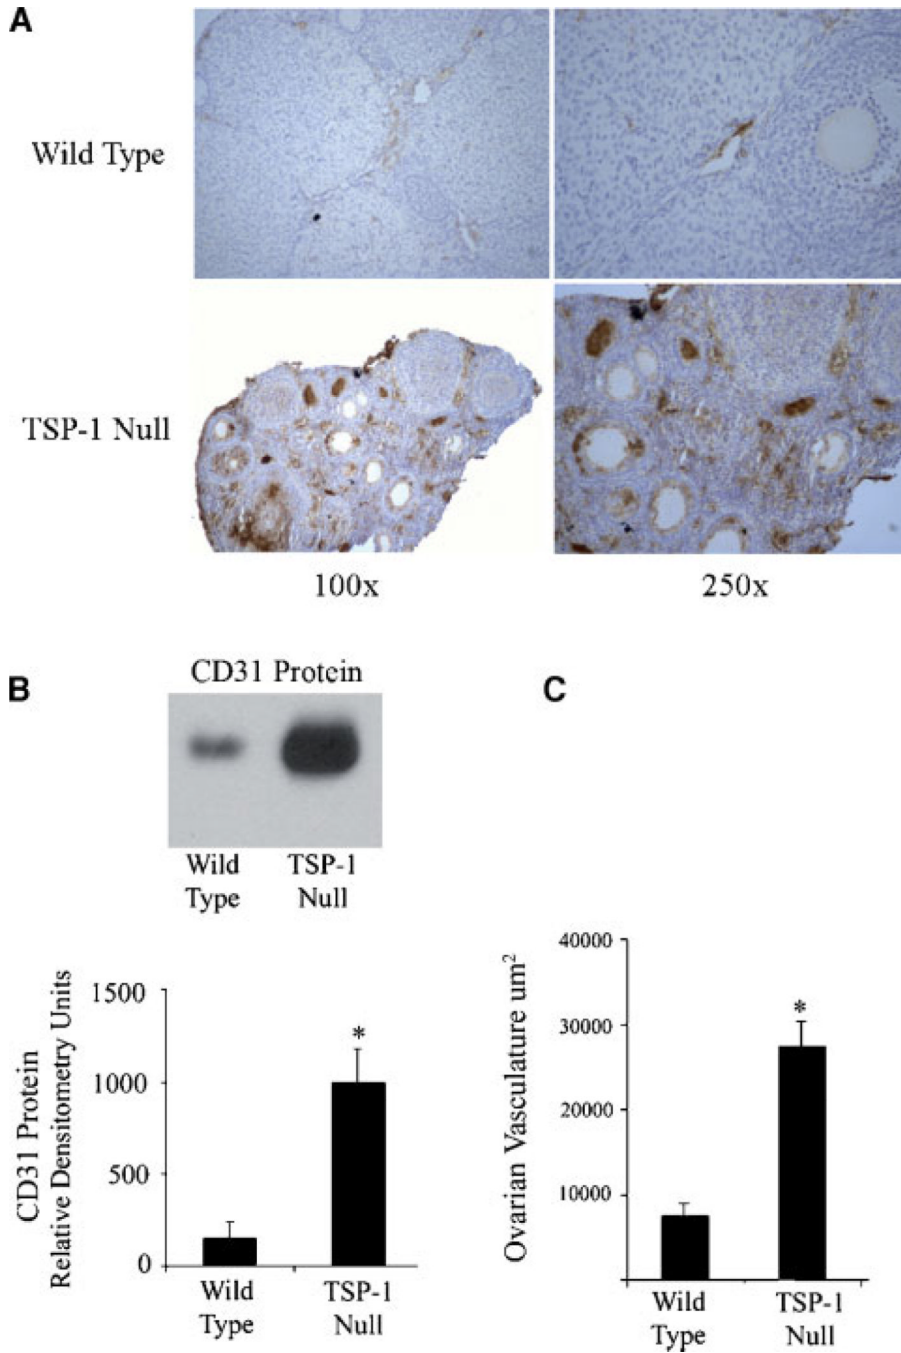 A
Wild Type
TSP-1 Null
100x
250x
B
CD31 Protein
Wild
Type
TSP-1
Null
CD31 Protein
Relative Densitometry Units
1500
1000
500
0
*
Wild
Type
TSP-1
Null
C
Ovarian Vasculature um²
40000
30000
20000
10000
*
Wild
Type
TSP-1
Null